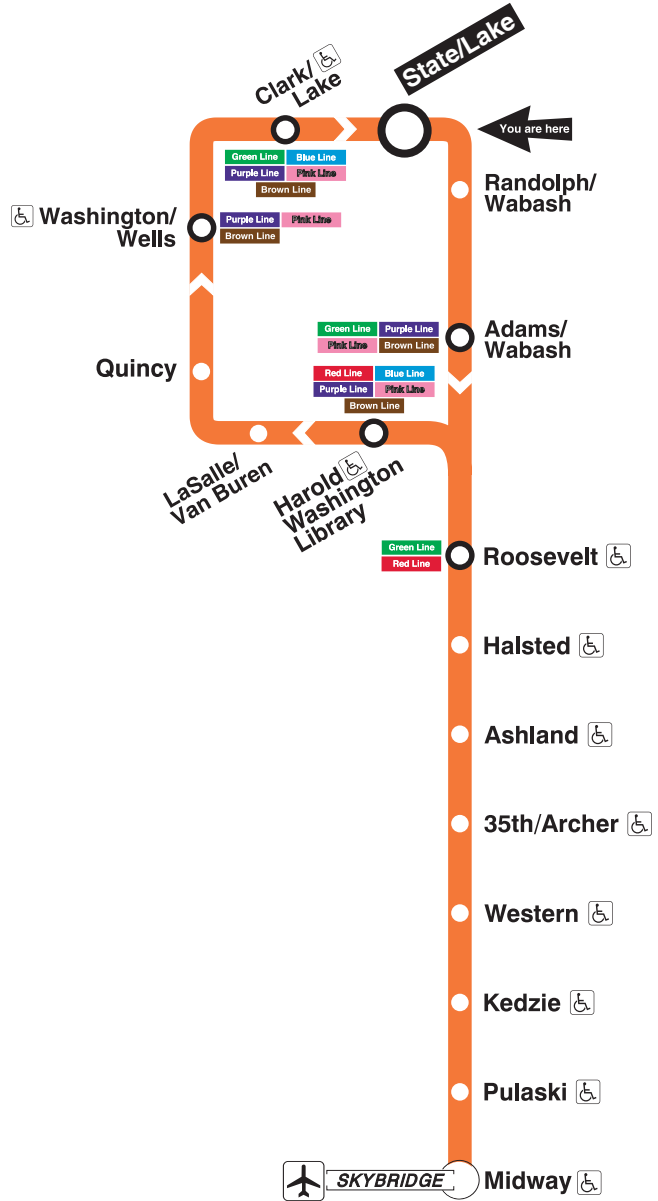 State/Lake
Clark/
Lake
You are here
Green Line
Blue Line
Purple Line
Pink Line
Brown Line
Randolph/
Wabash
Washington/
Wells
Purple Line
Pink Line
Brown Line
Green Line
Purple Line
Pink Line
Brown Line
Adams/
Wabash
Quincy
Red Line
Blue Line
Purple Line
Pink Line
Brown Line
LaSalle/
Van Buren
Harold
Washington
Library
Green Line
Red Line
Roosevelt
Halsted
Ashland
35th/Archer
Western
Kedzie
Pulaski
SKYBRIDGE
Midway